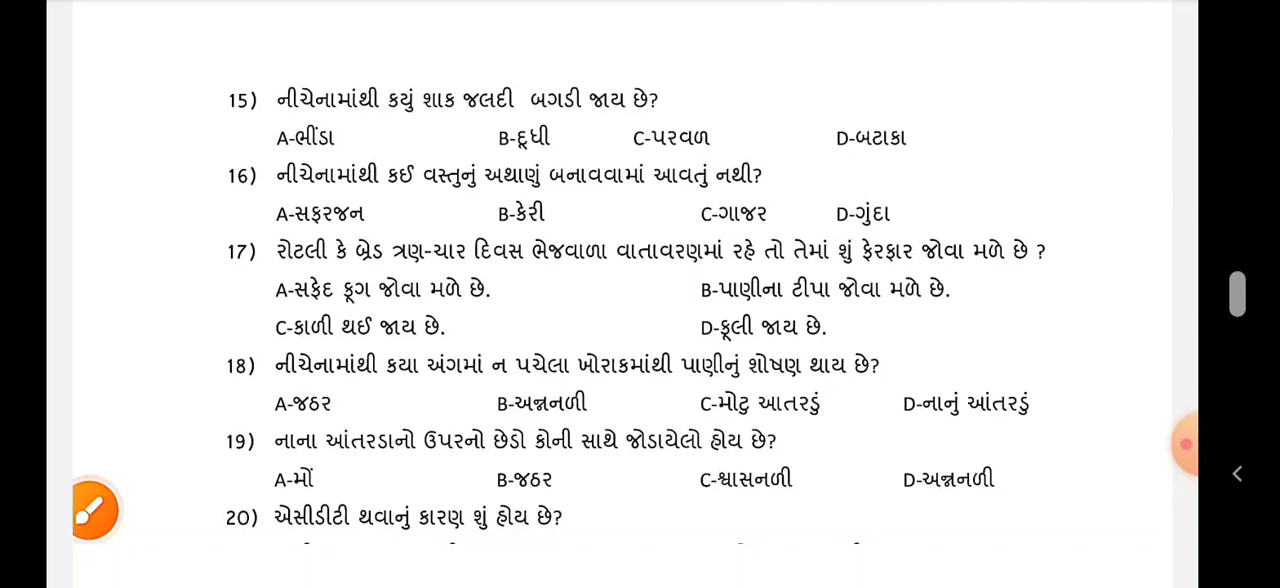 15) નીચેનામાંથી કયું શાક જલદી બગડી જાય છે?
A-ભીંડા B-દૂધી C-પરવળ D-બટાકા
16) નીચેનામાંથી કઈ વસ્તુનું અથાણું બનાવવામાં આવતું નથી?
A-સફરજન B-કેરી C-ગાજર D-ગુંદા
17) રોટલી કે બ્રેડ ત્રણ-ચાર દિવસ ભેજવાળા વાતાવરણમાં રહે તો તેમાં શું ફેરફાર જોવા મળે છે ?
A-સફેદ ફૂગ જોવા મળે છે. B-પાણીના ટીપા જોવા મળે છે.
C-કાળી થઈ જાય છે. D-ફૂલી જાય છે.
18) નીચેનામાંથી કયા અંગમાં ન પચેલા ખોરાકમાંથી પાણીનું શોષણ થાય છે?
A-જઠર B-અન્નનળી C-મોટુ આતરડું D-નાનું આંતરડું
19) નાના આંતરડાનો ઉપરનો છેડો કોની સાથે જોડાયેલો હોય છે?
A-મોં B-જઠર C-શ્વાસનળી D-અન્નનળી
20) એસીડીટી થવાનું કારણ શું હોય છે?